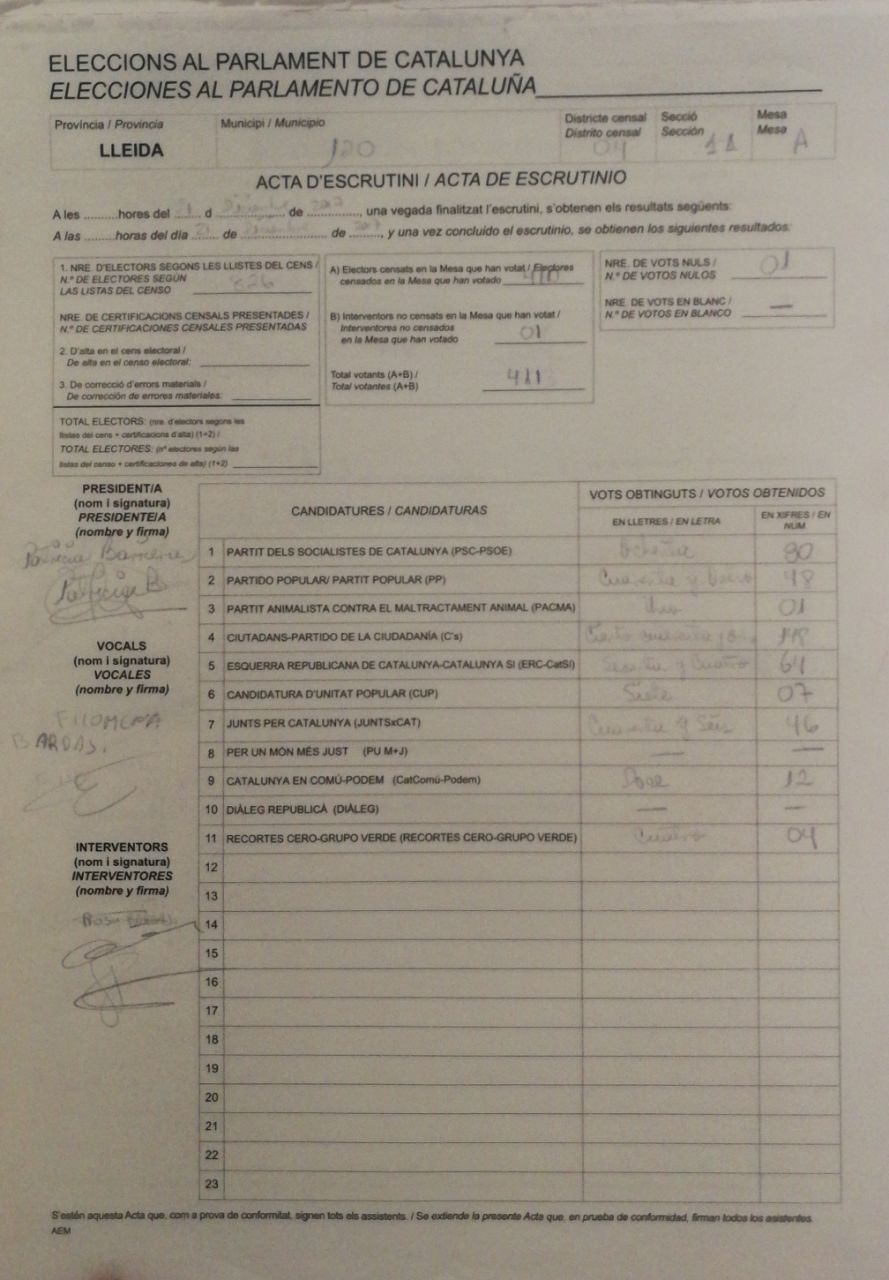 ELECCIONS AL PARLAMENT DE CATALUNYA
ELECCIONES AL PARLAMENTO DE CATALUÑA
Província / Provincia
Municipi / Municipio
Districte censal
Distrito censal
Secció
Sección
Mesa
Mesa
LLEIDA
120
04
11
A
ACTA D'ESCRUTINI / ACTA DE ESCRUTINIO
A les ..........hores del ........ d ...................... de ..............., una vegada finalitzat l'escrutini, s'obtenen els resultats següents:
A las .........horas del día ...... de ......................... de ........., y una vez concluido el escrutinio, se obtienen los siguientes resultados:
1. NRE. D'ELECTORS SEGONS LES LLISTES DEL CENS /
N.º DE ELECTORES SEGÚN
LAS LISTAS DEL CENSO 826
NRE. DE CERTIFICACIONS CENSALS PRESENTADES /
N.º DE CERTIFICACIONES CENSALES PRESENTADAS
2. D'alta en el cens electoral /
De alta en el censo electoral:
3. De correcció d'errors materials /
De corrección de errores materiales:
TOTAL ELECTORS: (nre. d'electors segons les
llistes del cens + certificacions d'alta) (1+2) /
TOTAL ELECTORES: (nº electores según las
listas del censo + certificaciones de alta) (1+2)
A) Electors censats en la Mesa que han votat / Electores
censados en la Mesa que han votado 410
B) Interventors no censats en la Mesa que han votat /
Interventores no censados
en la Mesa que han votado 01
Total votants (A+B) /
Total votantes (A+B) 411
NRE. DE VOTS NULS /
N.º DE VOTOS NULOS 01
NRE. DE VOTS EN BLANC /
N.º DE VOTOS EN BLANCO —
PRESIDENT/A
(nom i signatura)
PRESIDENTE/A
(nombre y firma)
VOCALS
(nom i signatura)
VOCALES
(nombre y firma)
FILOMENA
BARDAJ.
INTERVENTORS
(nom i signatura)
INTERVENTORES
(nombre y firma)
CANDIDATURES / CANDIDATURAS
VOTS OBTINGUTS / VOTOS OBTENIDOS
EN LLETRES / EN LETRA
EN XIFRES / EN NUM
1 PARTIT DELS SOCIALISTES DE CATALUNYA (PSC-PSOE) Ochenta 80
2 PARTIDO POPULAR/ PARTIT POPULAR (PP) Cuarenta y 48
3 PARTIT ANIMALISTA CONTRA EL MALTRACTAMENT ANIMAL (PACMA) Uno 01
4 CIUTADANS-PARTIDO DE LA CIUDADANÍA (C's) 148
5 ESQUERRA REPUBLICANA DE CATALUNYA-CATALUNYA SÍ (ERC-CatSí) Sesenta y Cuatro 64
6 CANDIDATURA D'UNITAT POPULAR (CUP) Siete 07
7 JUNTS PER CATALUNYA (JUNTSxCAT) Cuarenta y Seis 46
8 PER UN MÓN MÉS JUST (PU M+J) — —
9 CATALUNYA EN COMÚ-PODEM (CatComú-Podem) Doce 12
10 DIÀLEG REPUBLICÀ (DIÀLEG) — —
11 RECORTES CERO-GRUPO VERDE (RECORTES CERO-GRUPO VERDE) Cuatro 04
12
13
14
15
16
17
18
19
20
21
22
23
S'estén aquesta Acta que, com a prova de conformitat, signen tots els assistents. / Se extiende la presente Acta que, en prueba de conformidad, firman todos los asistentes.
AEM